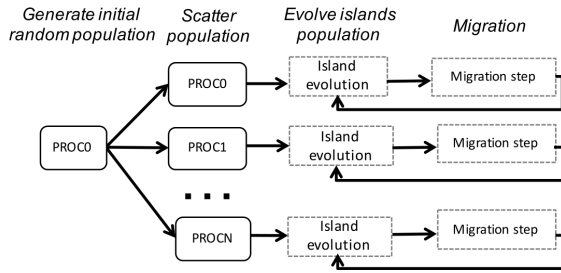 Generate initial
random population
Scatter
population
Evolve islands
population
Migration
PROC0
Island
evolution
Migration step
PROC0
PROC1
Island
evolution
Migration step
...
PROCN
Island
evolution
Migration step